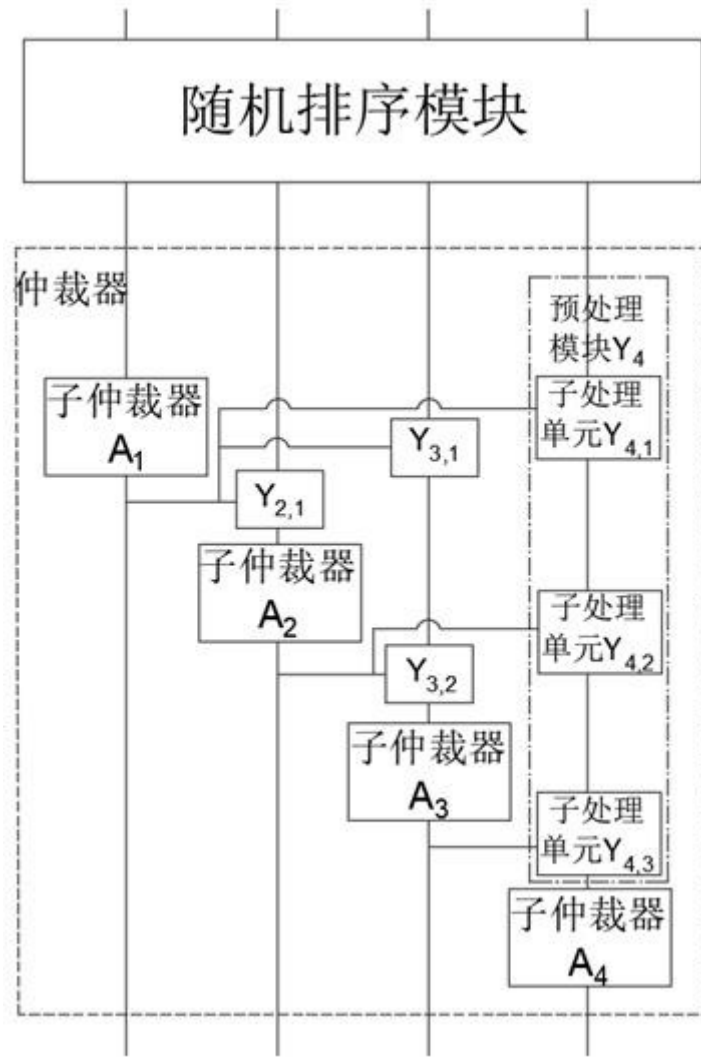 随机排序模块
仲裁器
预处理
模块Y4
子仲裁器
A1
子处理
单元Y4,1
Y3,1
Y2,1
子仲裁器
A2
子处理
单元Y4,2
Y3,2
子仲裁器
A3
子处理
单元Y4,3
子仲裁器
A4